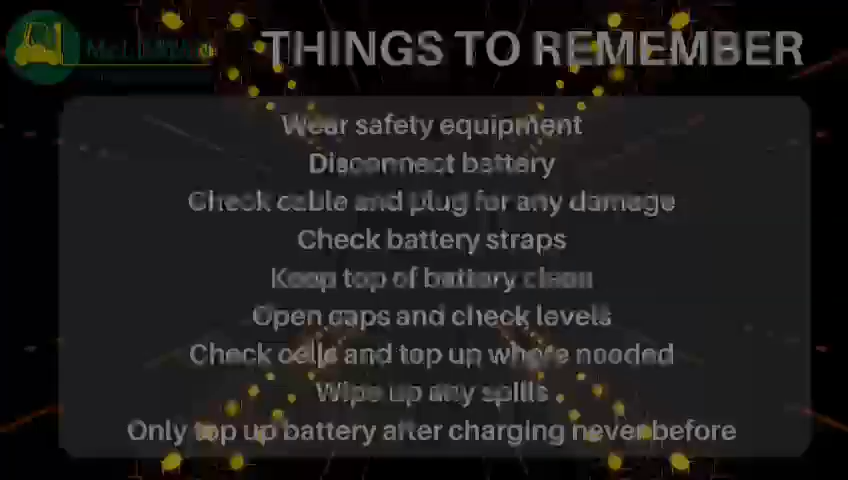 THINGS TO REMEMBER
Wear safety equipment
Disconnect battery
Check cable and plug for any damage
Check battery straps
Keep top of battery clean
Open caps and check levels
Check cells and top up where needed
Wipe up any spills
Only top up battery after charging never before